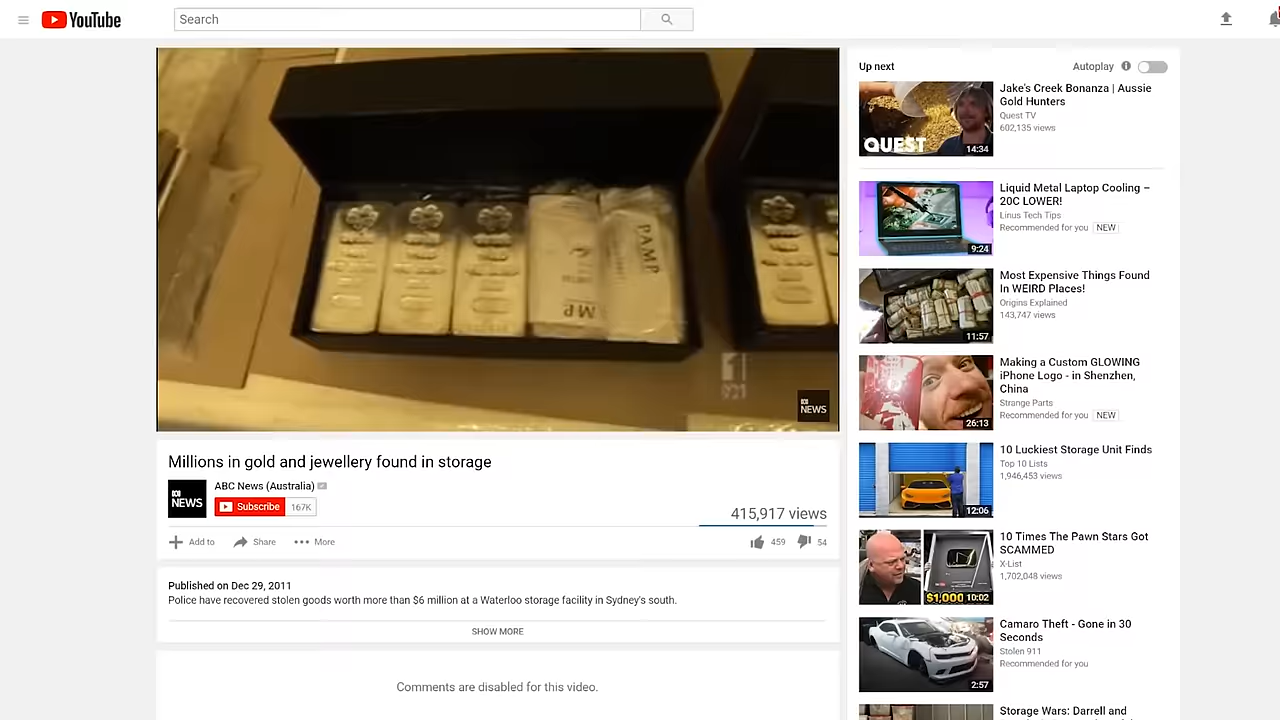 YouTube
Search
PAMP
MP
921
ABC
NEWS
Millions in gold and jewellery found in storage
ABC
NEWS
ABC News (Australia)
Subscribe 167K
415,917 views
Add to Share More
459 54
Published on Dec 29, 2011
Police have recovered stolen goods worth more than $6 million at a Waterloo storage facility in Sydney's south.
SHOW MORE
Comments are disabled for this video.
Up next
Autoplay
QUEST
14:34
Jake's Creek Bonanza | Aussie
Gold Hunters
Quest TV
602,135 views
9:24
Liquid Metal Laptop Cooling –
20C LOWER!
Linus Tech Tips
Recommended for you NEW
11:57
Most Expensive Things Found
In WEIRD Places!
Origins Explained
143,747 views
26:13
Making a Custom GLOWING
iPhone Logo - in Shenzhen,
China
Strange Parts
Recommended for you NEW
12:06
10 Luckiest Storage Unit Finds
Top 10 Lists
1,946,453 views
$1,000 10:02
10 Times The Pawn Stars Got
SCAMMED
X-List
1,702,048 views
2:57
Camaro Theft - Gone in 30
Seconds
Stolen 911
Recommended for you
Storage Wars: Darrell and